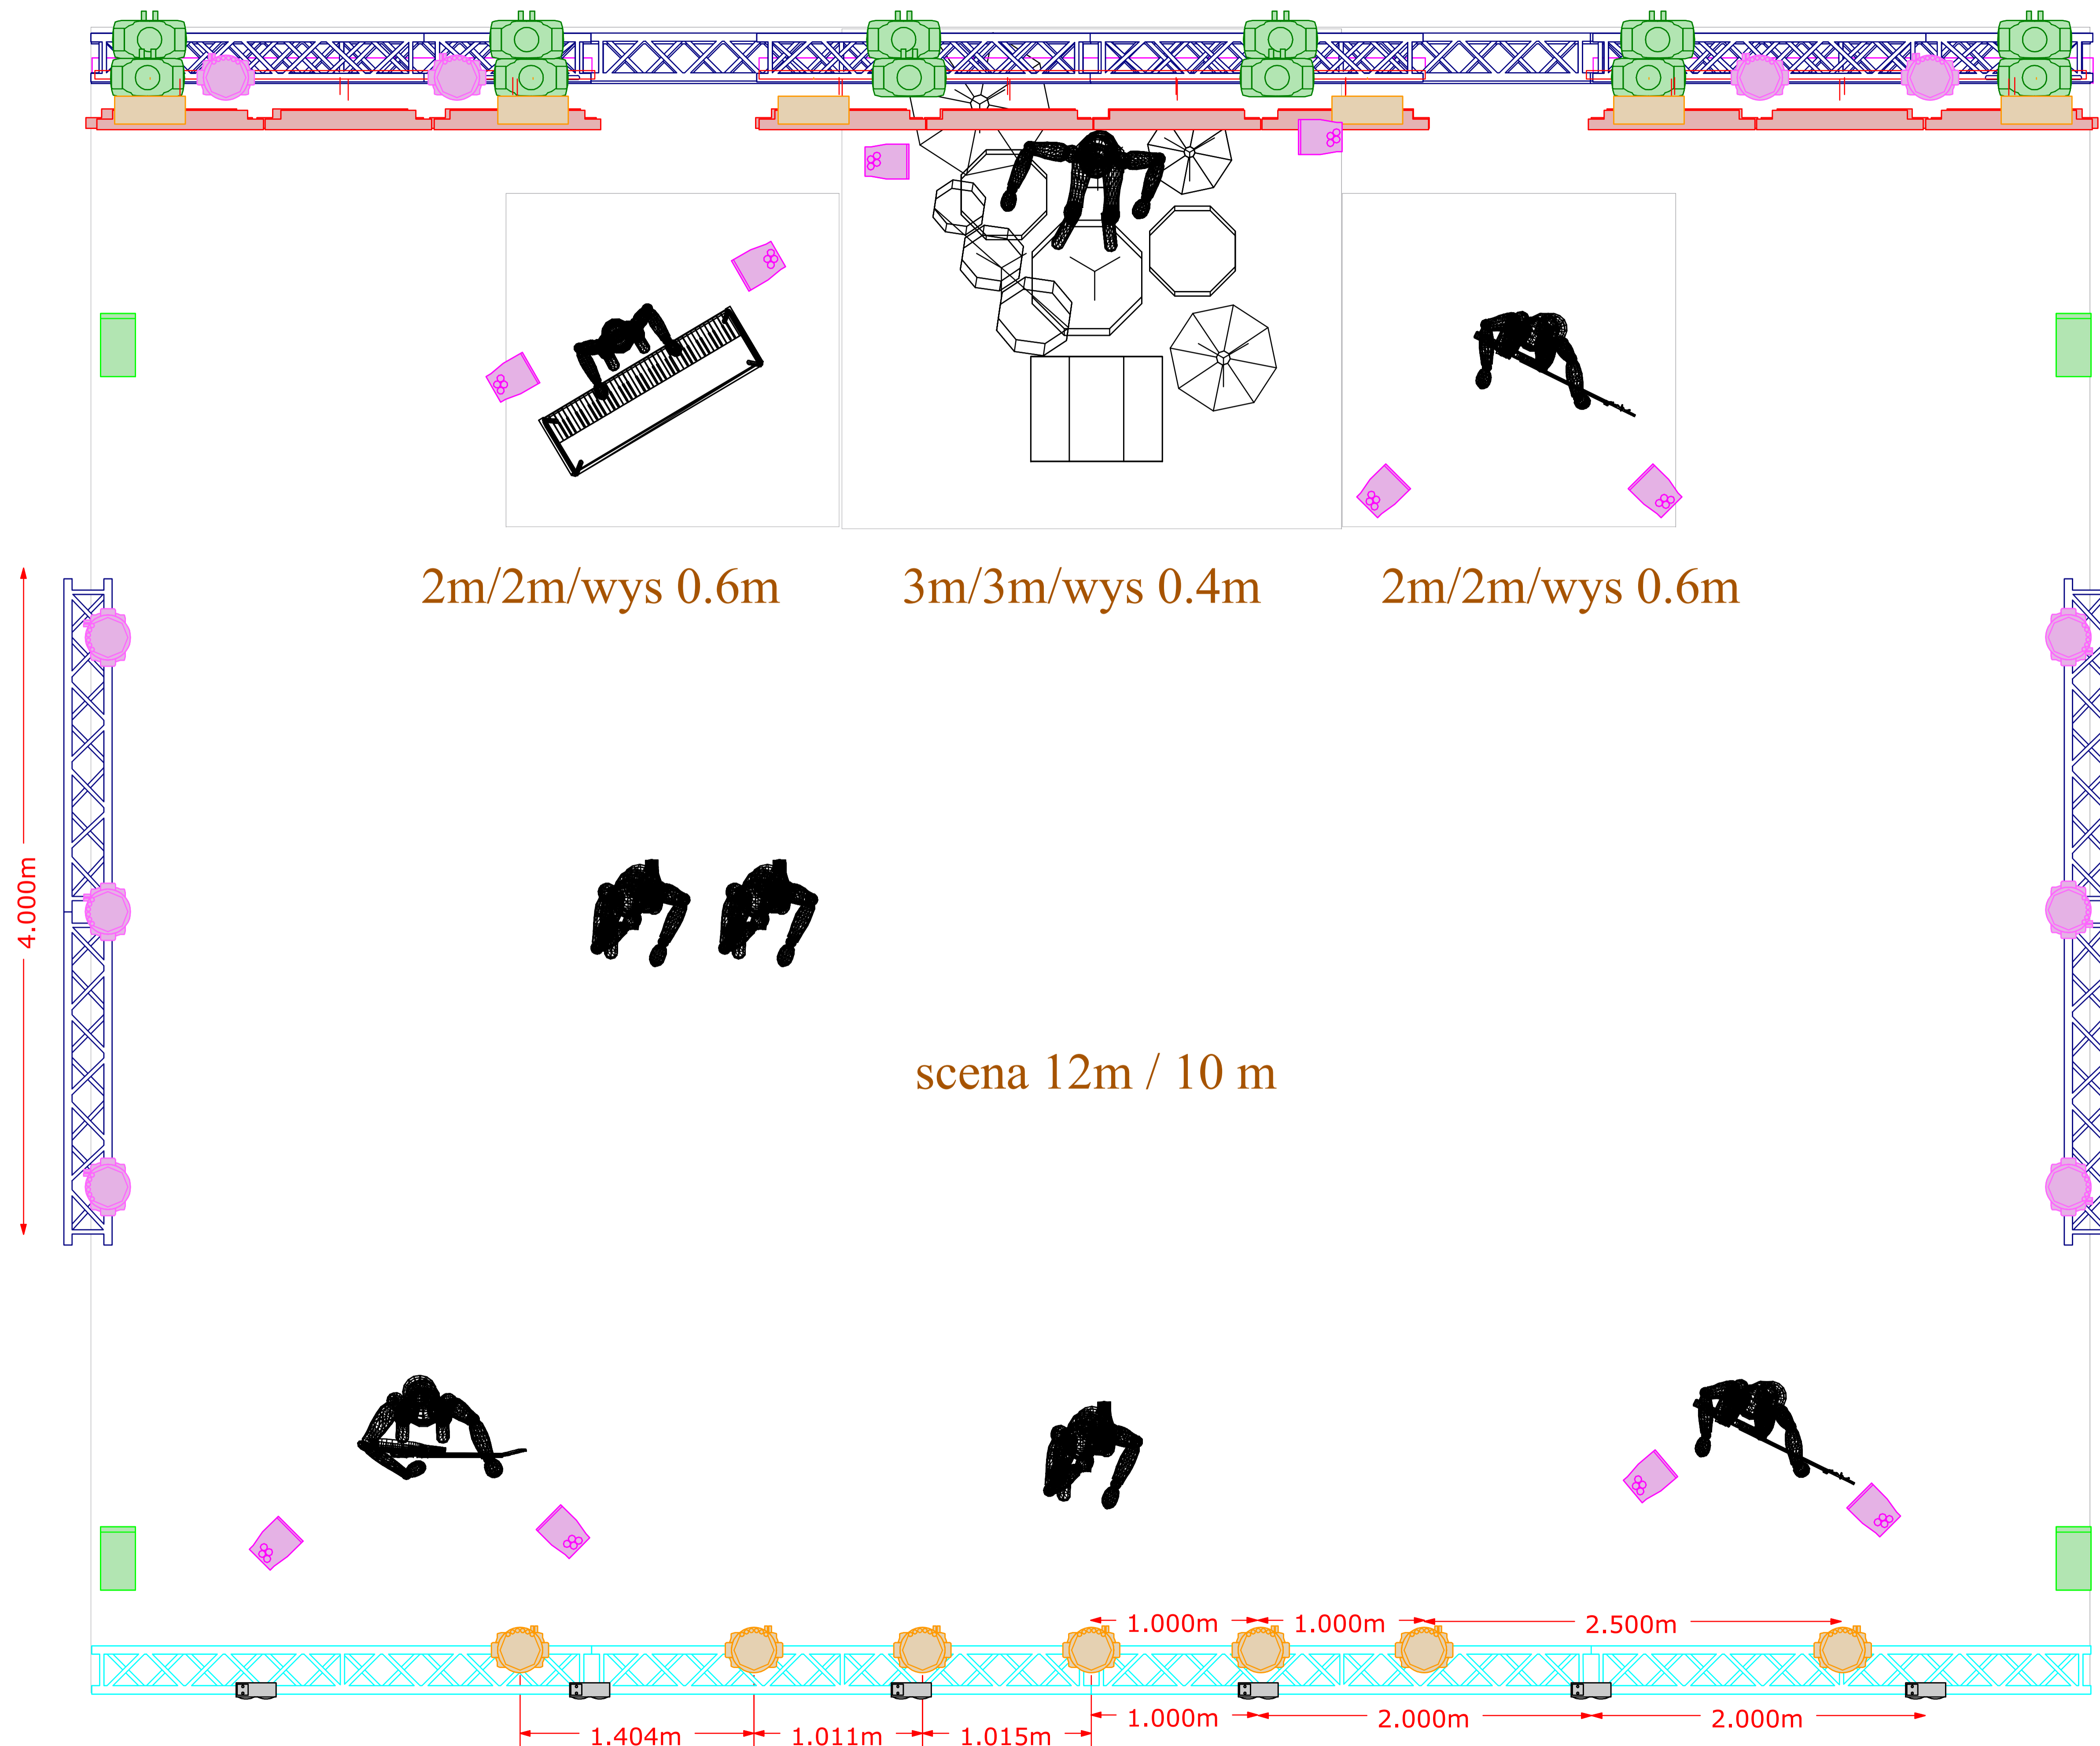 2m/2m/wys 0.6m
3m/3m/wys 0.4m
2m/2m/wys 0.6m
4.000m
scena 12m / 10 m
1.000m
1.000m
2.500m
1.404m
1.011m
1.015m
1.000m
2.000m
2.000m